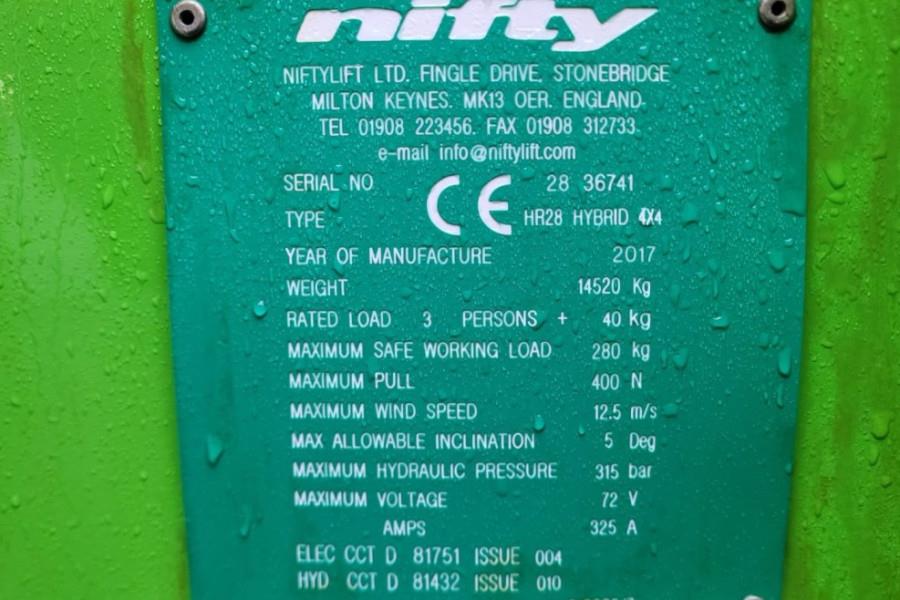 nifty
NIFTYLIFT LTD. FINGLE DRIVE, STONEBRIDGE
MILTON KEYNES. MK13 OER. ENGLAND.
TEL 01908 223456. FAX 01908 312733.
e-mail info@niftylift.com
SERIAL NO CE 28 36741
TYPE HR28 HYBRID 4X4
YEAR OF MANUFACTURE 2017
WEIGHT 14520 Kg
RATED LOAD 3 PERSONS + 40 kg
MAXIMUM SAFE WORKING LOAD 280 kg
MAXIMUM PULL 400 N
MAXIMUM WIND SPEED 12.5 m/s
MAX ALLOWABLE INCLINATION 5 Deg
MAXIMUM HYDRAULIC PRESSURE 315 bar
MAXIMUM VOLTAGE 72 V
AMPS 325 A
ELEC CCT D 81751 ISSUE 004
HYD CCT D 81432 ISSUE 010